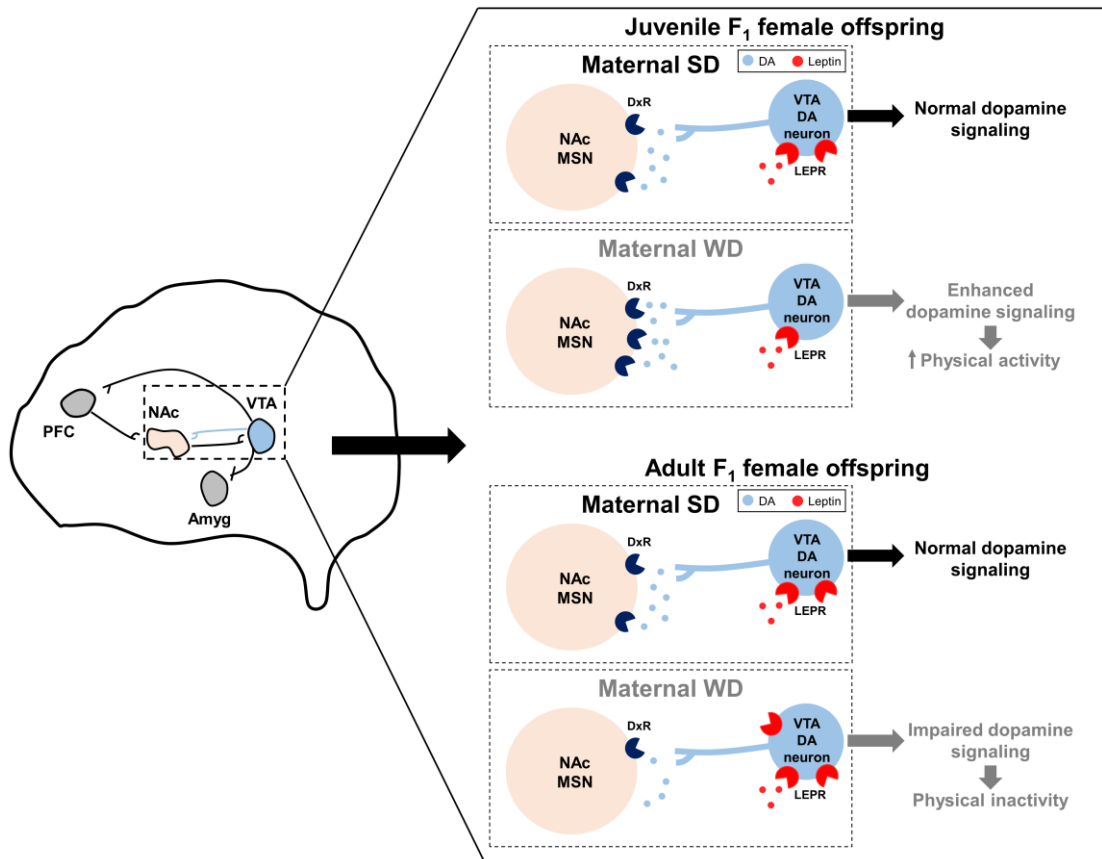 Juvenile F₁ female offspring
Maternal SD
DA
Leptin
DxR
NAc
MSN
VTA
DA
neuron
LEPR
Normal dopamine
signaling
Maternal WD
DxR
NAc
MSN
VTA
DA
neuron
LEPR
Enhanced
dopamine signaling
↑ Physical activity
PFC
NAc
VTA
Amyg
Adult F₁ female offspring
Maternal SD
DA
Leptin
DxR
NAc
MSN
VTA
DA
neuron
LEPR
Normal dopamine
signaling
Maternal WD
DxR
NAc
MSN
VTA
DA
neuron
LEPR
Impaired dopamine
signaling
Physical inactivity